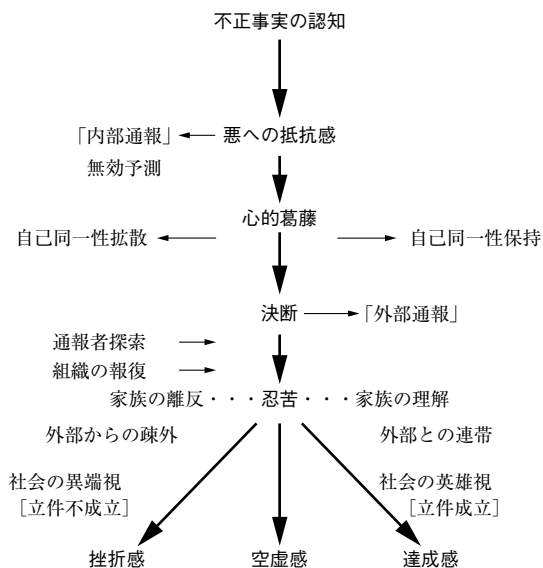 不正事実の認知
「内部通報」 悪への抵抗感
無効予測
心的葛藤
自己同一性拡散 自己同一性保持
決断 「外部通報」
通報者探索
組織の報復
家族の離反・・・忍苦・・・家族の理解
外部からの疎外 外部との連帯
社会の異端視 社会の英雄視
［立件不成立］ ［立件成立］
挫折感 空虚感 達成感